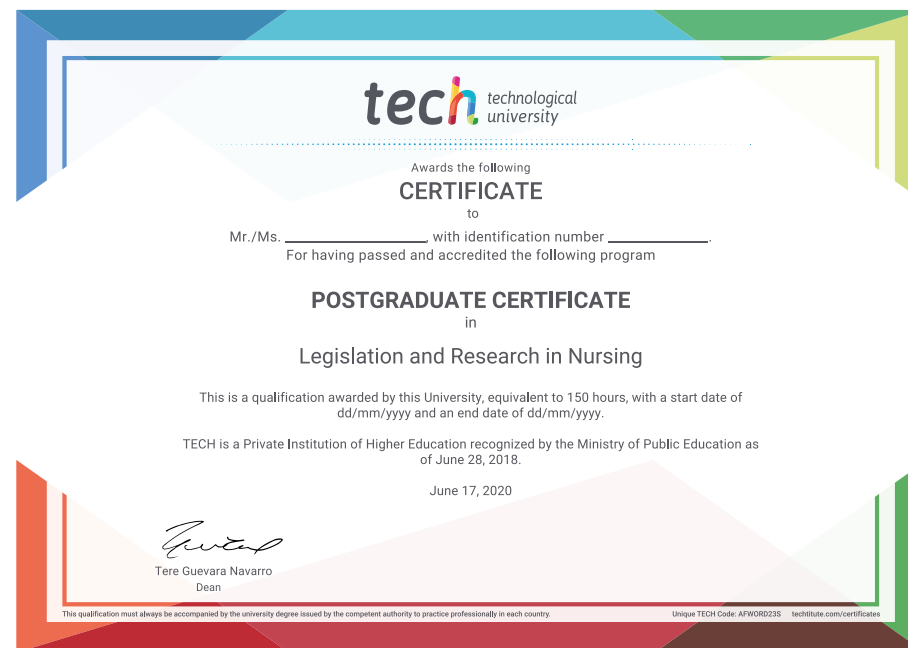 tech technological
university
Awards the following
CERTIFICATE
to
Mr./Ms. ____________, with identification number ____________.
For having passed and accredited the following program
POSTGRADUATE CERTIFICATE
in
Legislation and Research in Nursing
This is a qualification awarded by this University, equivalent to 150 hours, with a start date of
dd/mm/yyyy and an end date of dd/mm/yyyy.
TECH is a Private Institution of Higher Education recognized by the Ministry of Public Education as
of June 28, 2018.
June 17, 2020
Tere Guevara Navarro
Dean
This qualification must always be accompanied by the university degree issued by the competent authority to practice professionally in each country.
Unique TECH Code: AFWORD23S techtitute.com/certificates